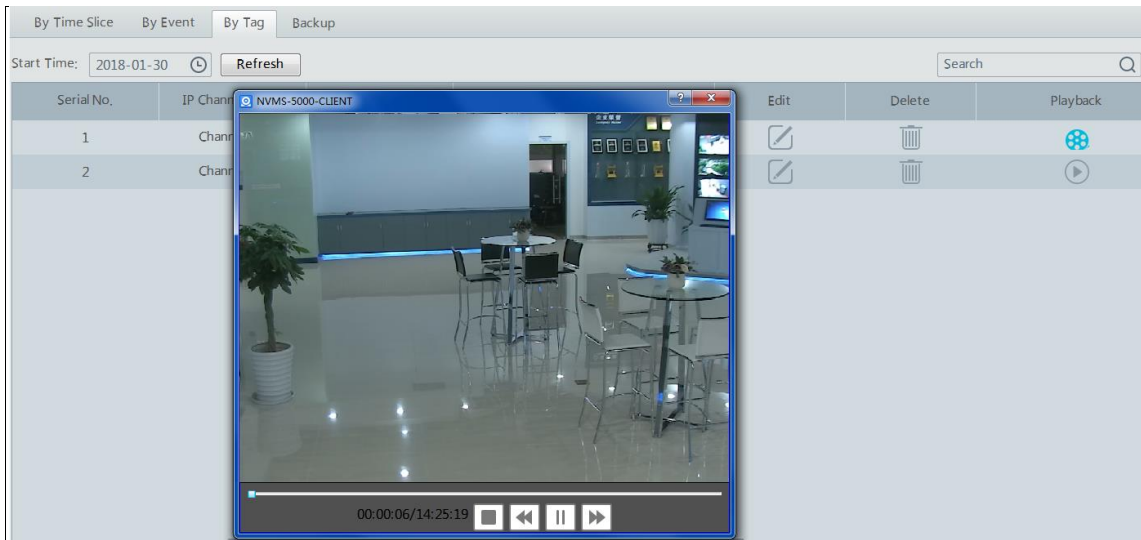 By Time Slice By Event By Tag Backup
Start Time: 2018-01-30 Refresh Search
Serial No. IP Chann Edit Delete Playback
NVMS-5000-CLIENT ? X
1 Chann
2 Chann
00:00:06/14:25:19